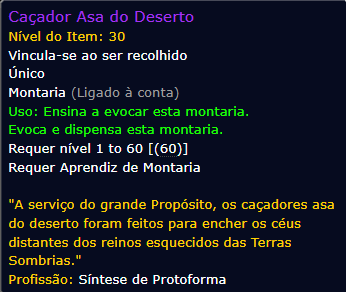 Caçador Asa do Deserto
Nível do Item: 30
Vincula-se ao ser recolhido
Único
Montaria (Ligado à conta)
Uso: Ensina a evocar esta montaria.
Evoca e dispensa esta montaria.
Requer nível 1 to 60 [(60)]
Requer Aprendiz de Montaria
"A serviço do grande Propósito, os caçadores asa
do deserto foram feitos para encher os céus
distantes dos reinos esquecidos das Terras
Sombrias."
Profissão: Síntese de Protoforma